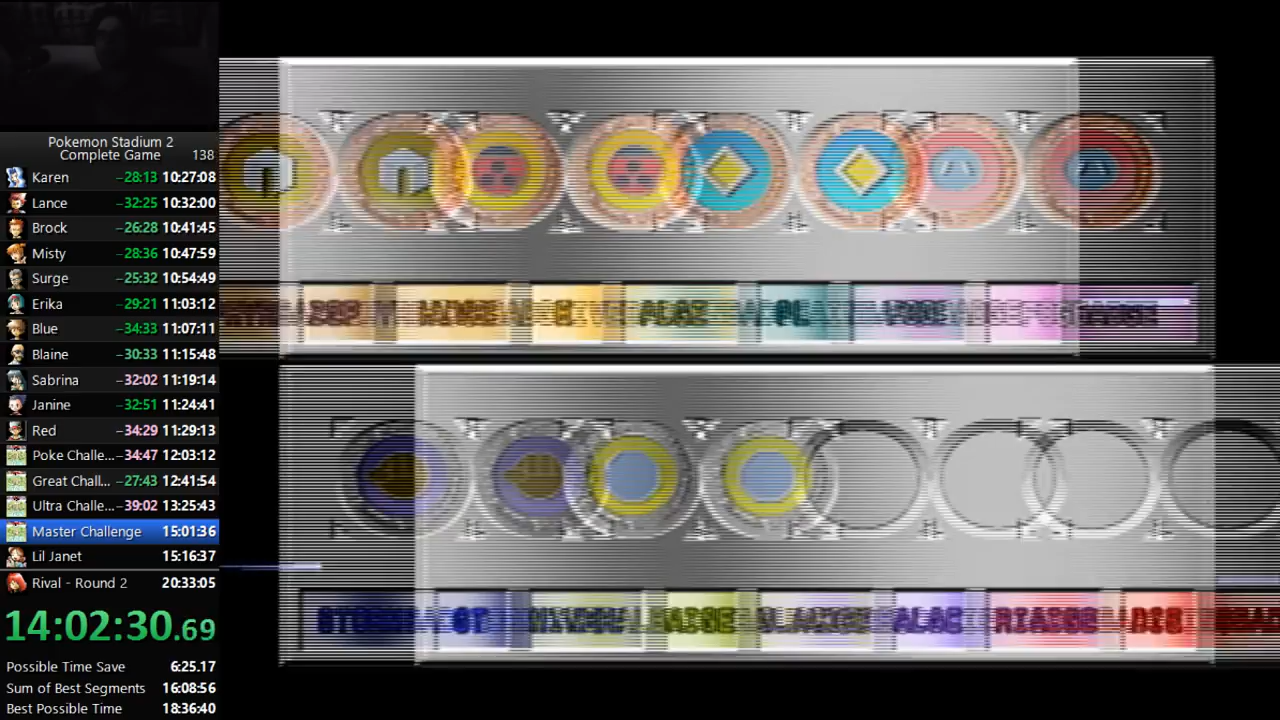 Pokemon Stadium 2
Complete Game 138
Karen −28:13 10:27:08
Lance −32:25 10:32:00
Brock −26:28 10:41:45
Misty −28:36 10:47:59
Surge −25:32 10:54:49
Erika −29:21 11:03:12
Blue −34:33 11:07:11
Blaine −30:33 11:15:48
Sabrina −32:02 11:19:14
Janine −32:51 11:24:41
Red −34:29 11:29:13
Poke Challe... −34:47 12:03:12
Great Chall... −27:43 12:41:54
Ultra Challe... −39:02 13:25:43
Master Challenge 15:01:36
Lil Janet 15:16:37
Rival - Round 2 20:33:05
14:02:30.69
Possible Time Save 6:25.17
Sum of Best Segments 16:08:56
Best Possible Time 18:36:40